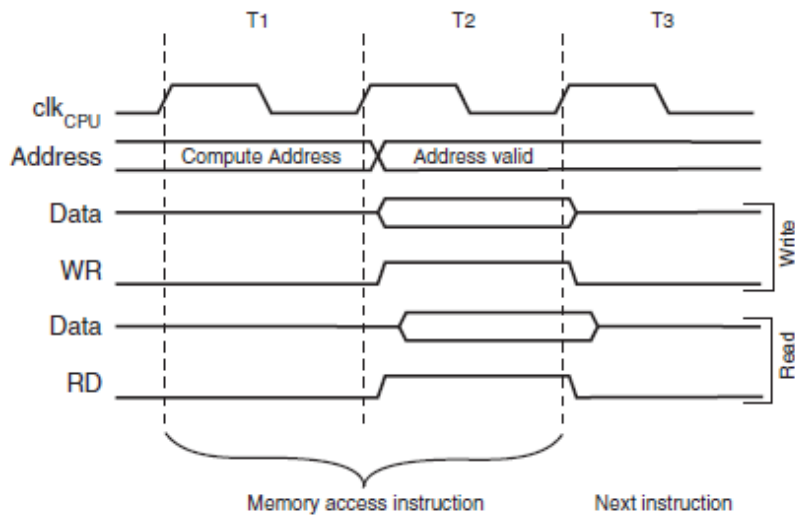 T1 T2 T3
clkCPU
Address Compute Address Address valid
Data
WR
Write
Data
RD
Read
Memory access instruction Next instruction